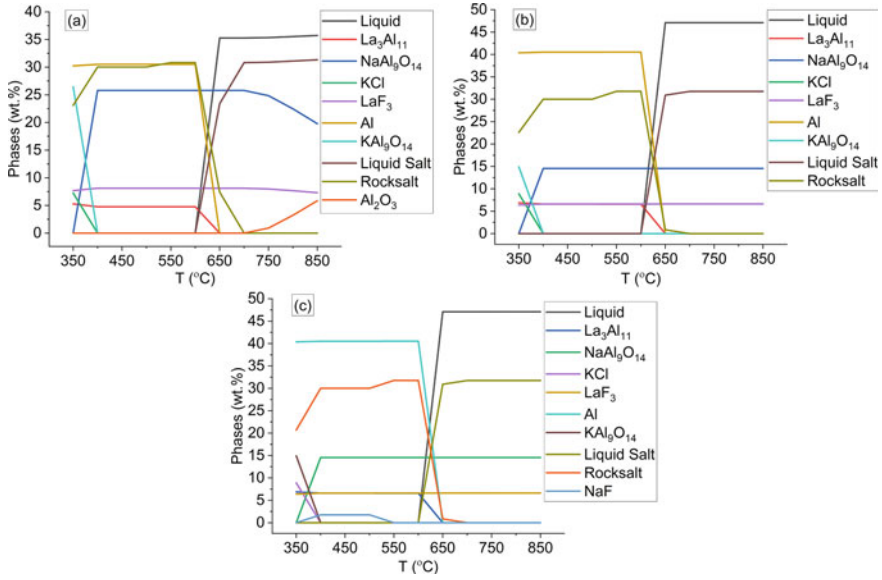 (a)
Phases (wt.%)
40
35
30
25
20
15
10
5
0
350 450 550 650 750 850
T (°C)
Liquid
La₃Al₁₁
NaAl₉O₁₄
KCl
LaF₃
Al
KAl₉O₁₄
Liquid Salt
Rocksalt
Al₂O₃
(b)
Phases (wt.%)
50
45
40
35
30
25
20
15
10
5
0
350 450 550 650 750 850
T (°C)
Liquid
La₃Al₁₁
NaAl₉O₁₄
KCl
LaF₃
Al
KAl₉O₁₄
Liquid Salt
Rocksalt
(c)
Phases (wt.%)
50
45
40
35
30
25
20
15
10
5
0
350 450 550 650 750 850
T (°C)
Liquid
La₃Al₁₁
NaAl₉O₁₄
KCl
LaF₃
Al
KAl₉O₁₄
Liquid Salt
Rocksalt
NaF